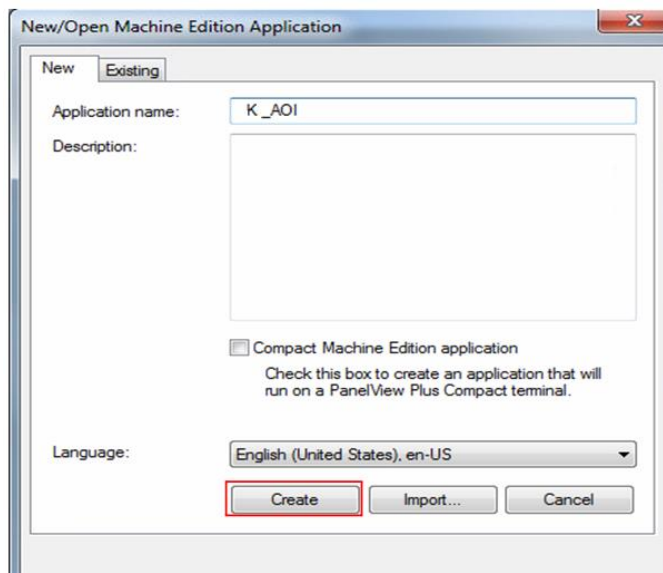 New/Open Machine Edition Application
New
Existing
Application name:
K _AOI
Description:
Compact Machine Edition application
Check this box to create an application that will
run on a PanelView Plus Compact terminal.
Language:
English (United States), en-US
Create
Import...
Cancel